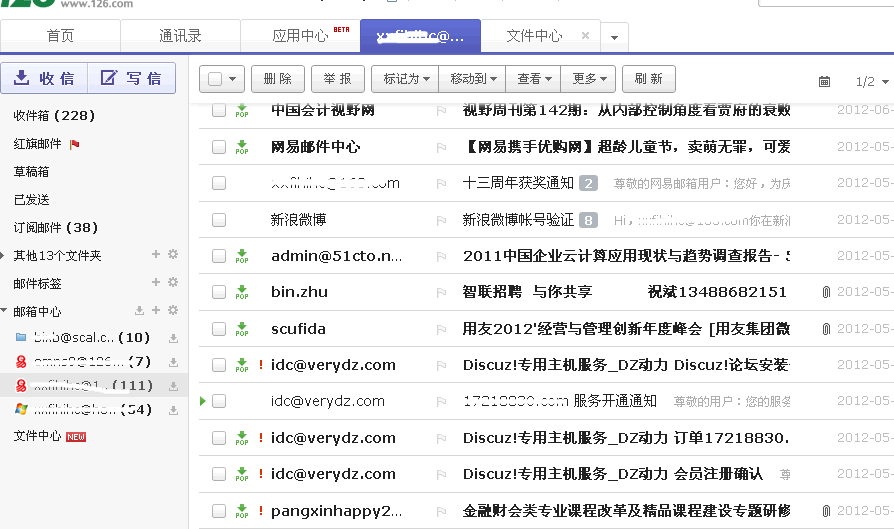 126
www.126.com
首页
通讯录
应用中心 BETA
文件中心
收信
写信
删除
举报
标记为
移动到
查看
更多
刷新
1/2
收件箱 (228)
红旗邮件
草稿箱
已发送
订阅邮件 (38)
其他13个文件夹
邮件标签
邮箱中心
(10)
(7)
(111)
(54)
文件中心 NEW
POP 中国会计视野网 视野周刊第142期：从内部控制角度看贾府的衰败 2012-06-
POP 网易邮件中心 【网易携手优购网】超龄儿童节，卖萌无罪，可爱 2012-05-
十三周年获奖通知 2 尊敬的网易邮箱用户：您好，为庆 2012-05-
新浪微博 新浪微博帐号验证 8 Hi, 你在新浪 2012-05-
POP admin@51cto.n... 2011中国企业云计算应用现状与趋势调查报告- 2012-05-
POP bin.zhu 智联招聘 与你共享 祝斌13488682151 2012-05-
POP scufida 用友2012'经营与管理创新年度峰会 [用友集团微 2012-05-
POP ! idc@verydz.com Discuz!专用主机服务_DZ动力 Discuz!论坛安装 2012-05-
idc@verydz.com 17218830.com 服务开通通知 尊敬的用户：您的服务 2012-05-
POP ! idc@verydz.com Discuz!专用主机服务_DZ动力 订单17218830. 2012-05-
POP ! idc@verydz.com Discuz!专用主机服务_DZ动力 会员注册确认 尊 2012-05-
POP ! pangxinhappy2... 金融财会类专业课程改革及精品课程建设专题研修 2012-05-